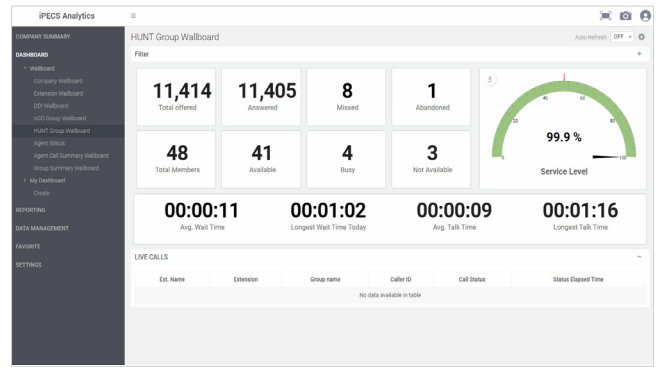 iPECS Analytics
COMPANY SUMMARY
DASHBOARD
Wallboard
Company Wallboard
Extension Wallboard
DDI Wallboard
ACD Group Wallboard
HUNT Group Wallboard
Agent Status
Agent Call Summary Wallboard
Group Summary Wallboard
My Dashboard
Create
REPORTING
DATA MANAGEMENT
FAVORITE
SETTINGS
HUNT Group Wallboard
Auto Refresh OFF
Filter
11,414 11,405 8 1
Total offered Answered Missed Abandoned
48 41 4 3
Total Members Available Busy Not Available
0 20 40 60 80 100
99.9 %
Service Level
00:00:11 00:01:02 00:00:09 00:01:16
Avg. Wait Time Longest Wait Time Today Avg. Talk Time Longest Talk Time
LIVE CALLS
Ext. Name Extension Group name Caller ID Call Status Status Elapsed Time
No data available in table